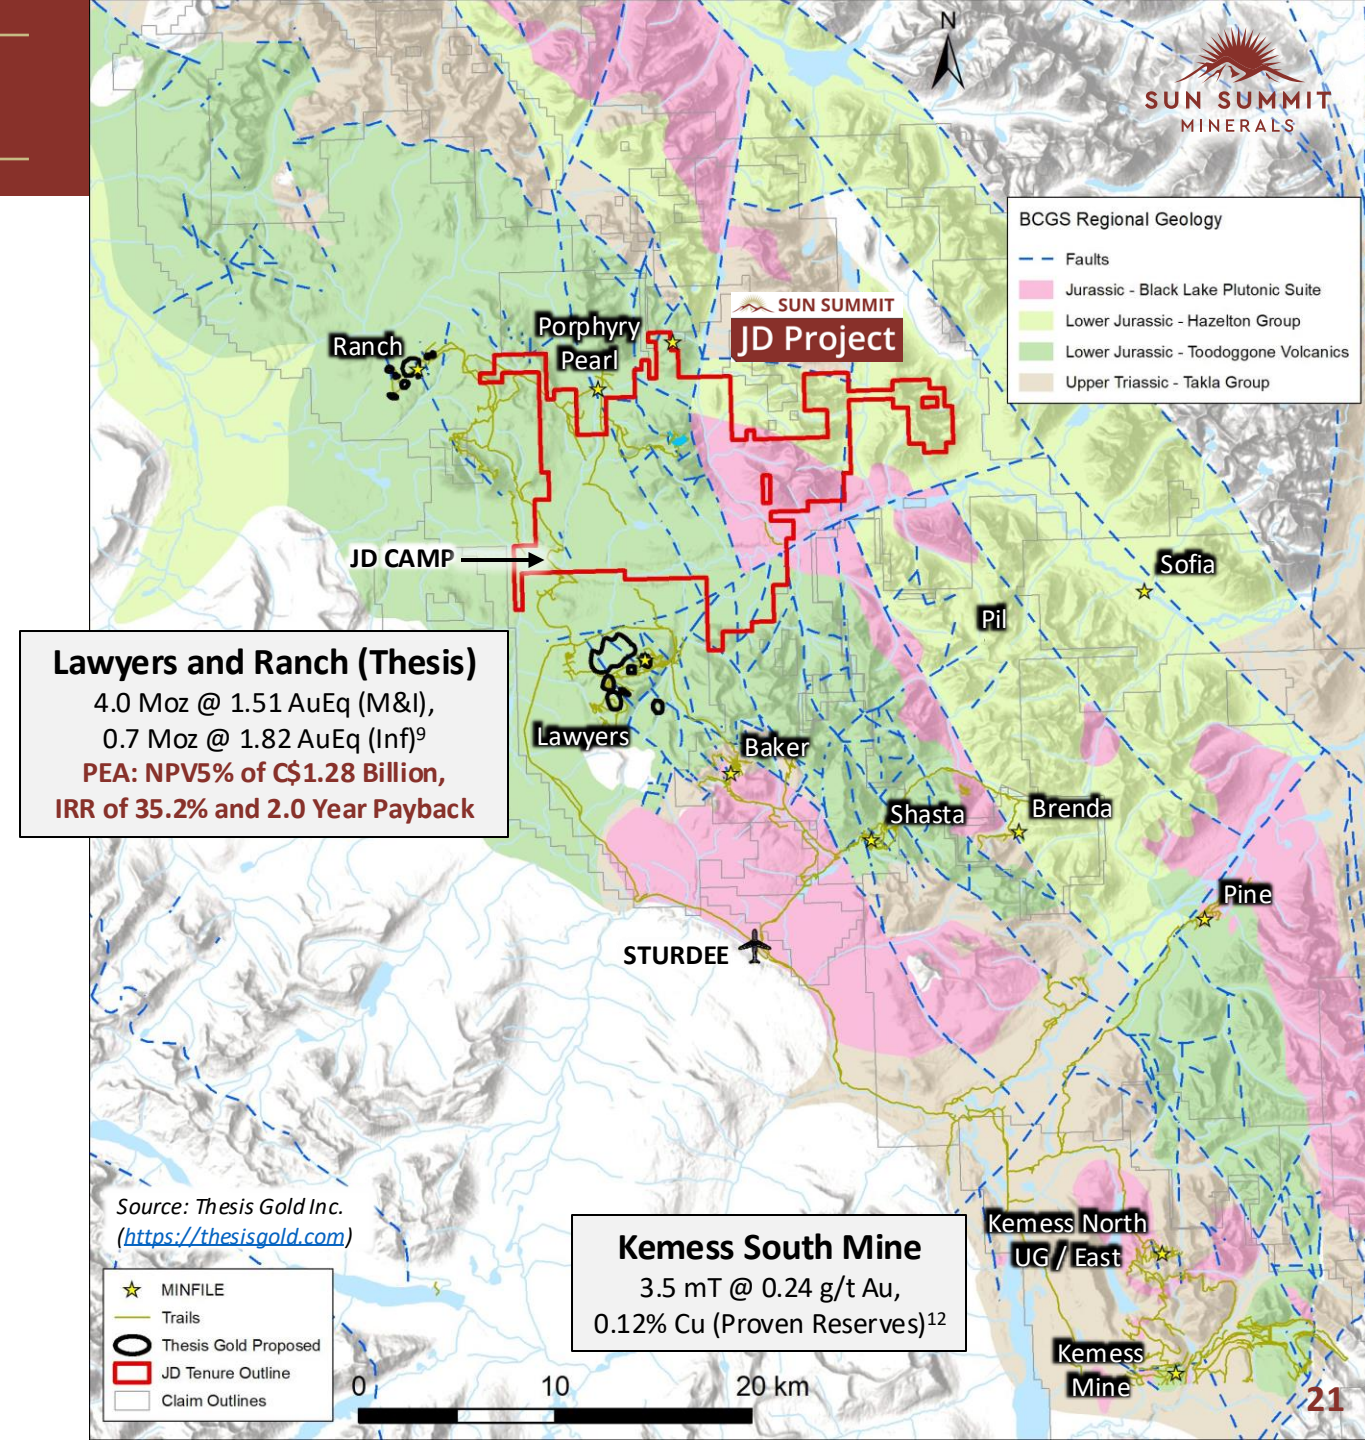 N
SUN SUMMIT
MINERALS
BCGS Regional Geology
Faults
Jurassic - Black Lake Plutonic Suite
Lower Jurassic - Hazelton Group
Lower Jurassic - Toodoggone Volcanics
Upper Triassic - Takla Group
SUN SUMMIT
JD Project
Porphyry
Pearl
Ranch
JD CAMP
Sofia
Pil
Lawyers and Ranch (Thesis)
4.0 Moz @ 1.51 AuEq (M&I),
0.7 Moz @ 1.82 AuEq (Inf)⁹
PEA: NPV5% of C$1.28 Billion,
IRR of 35.2% and 2.0 Year Payback
Lawyers
Baker
Shasta
Brenda
Pine
STURDEE
Source: Thesis Gold Inc.
(https://thesisgold.com)
MINFILE
Trails
Thesis Gold Proposed
JD Tenure Outline
Claim Outlines
Kemess South Mine
3.5 mT @ 0.24 g/t Au,
0.12% Cu (Proven Reserves)¹²
Kemess North
UG / East
Kemess
Mine
0 10 20 km
21